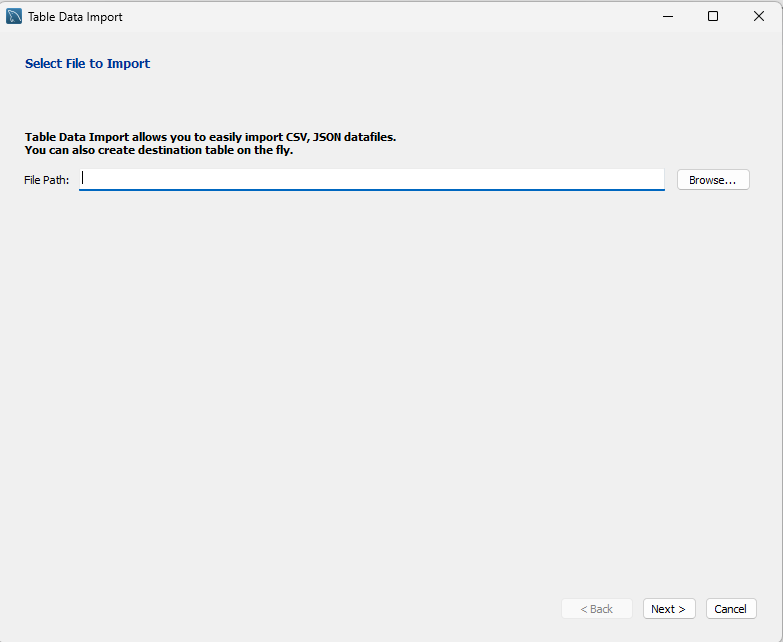 Table Data Import
Select File to Import
Table Data Import allows you to easily import CSV, JSON datafiles.
You can also create destination table on the fly.
File Path:
Browse...
< Back
Next >
Cancel